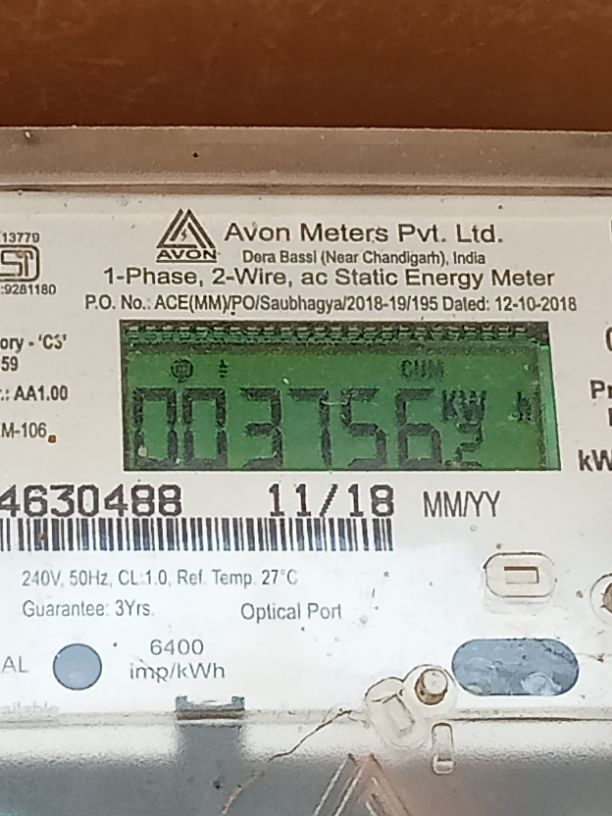 13779
AVON
Avon Meters Pvt. Ltd.
Dera Bassi (Near Chandigarh), India
:9281180
1-Phase, 2-Wire, ac Static Energy Meter
P.O. No.: ACE(MM)/PO/Saubhagya/2018-19/195 Dated: 12-10-2018
ory - 'CS'
59
.: AA1.00
M-106
CUM
003756.2 kWh
4630488 11/18 MM/YY
240V, 50Hz, CL:1.0, Ref. Temp. 27°C
Guarantee: 3Yrs. Optical Port
AL 6400
imp/kWh
Pr
kW